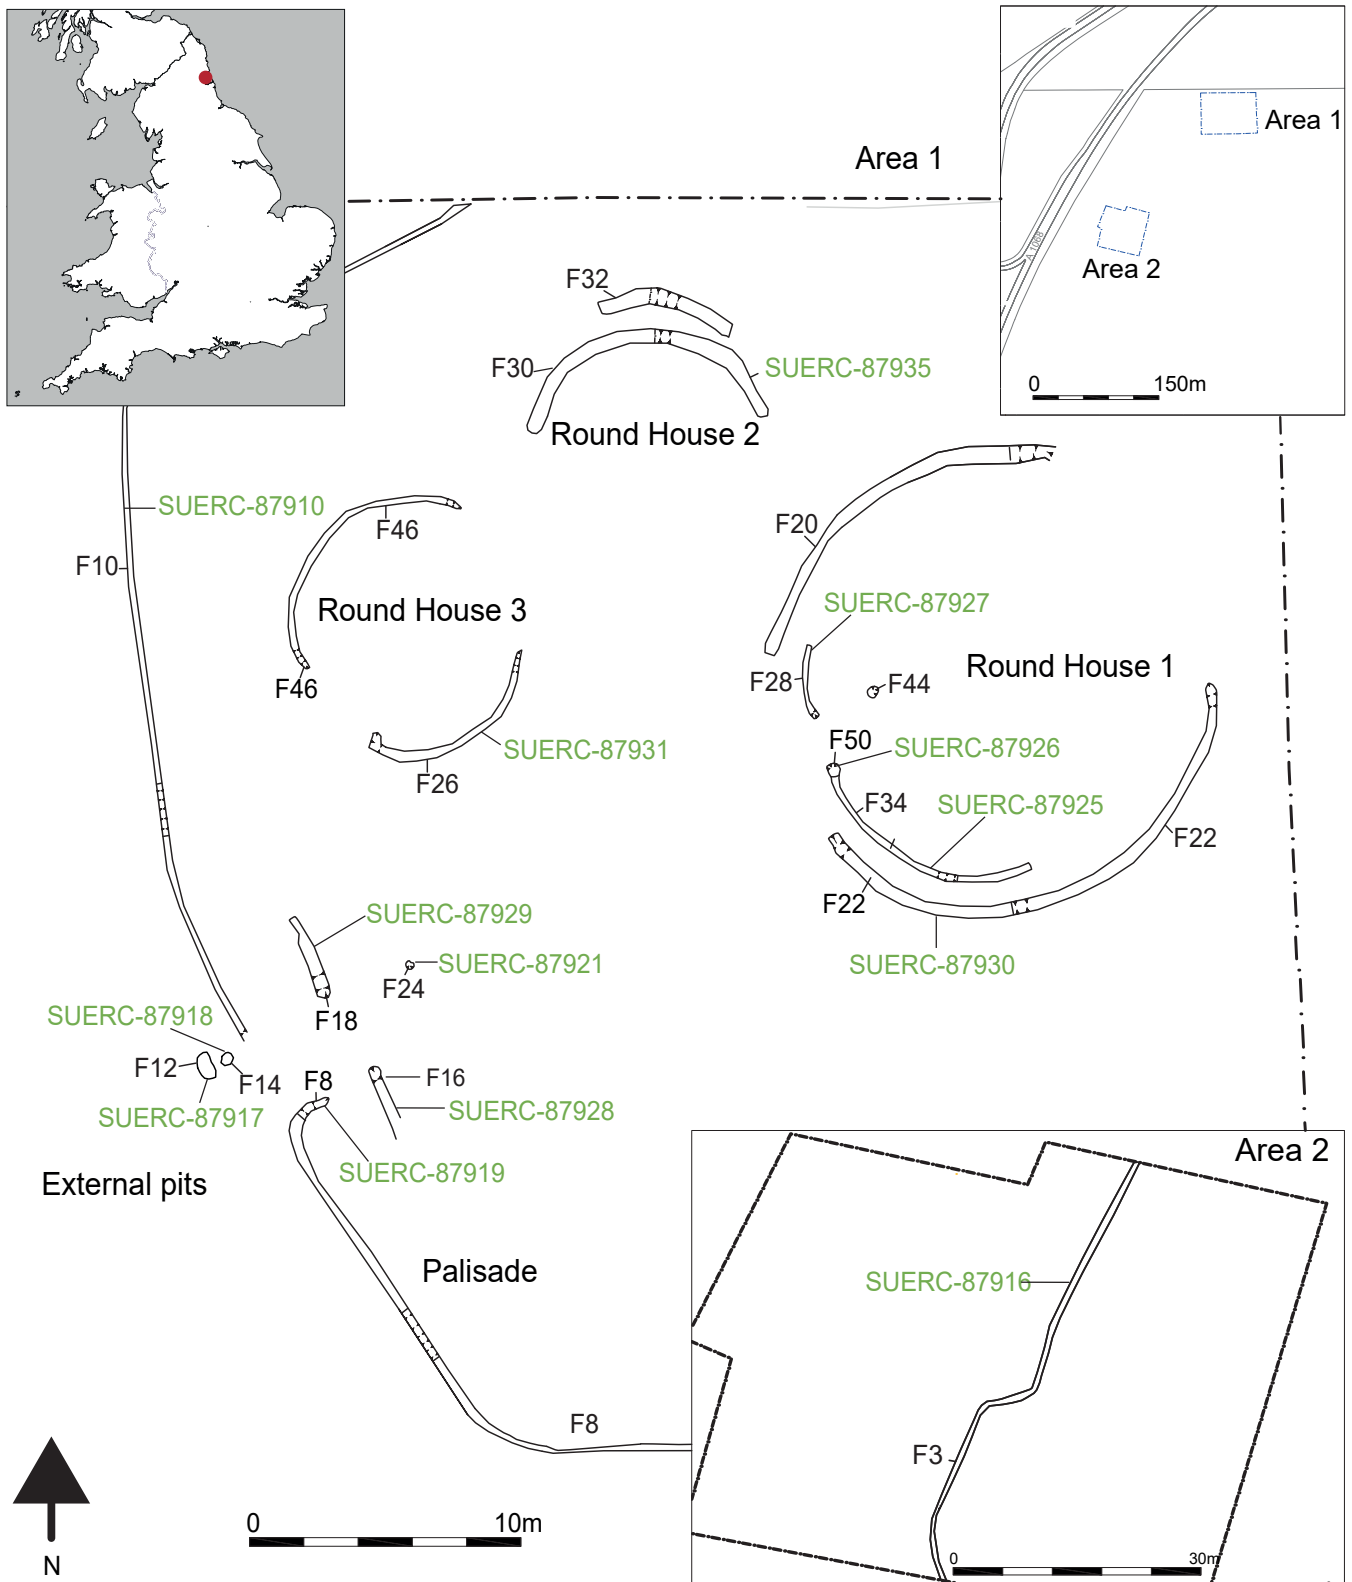 Area 1
Area 1
Area 2
A 1068
0 150m
F32
F30
SUERC-87935
Round House 2
SUERC-87910
F46
F20
F10
SUERC-87927
Round House 3
Round House 1
F28
F44
F46
F50
SUERC-87926
SUERC-87931
F26
F34
SUERC-87925
F22
F22
SUERC-87929
SUERC-87921
SUERC-87930
F24
F18
SUERC-87918
F12
F14
F8
F16
SUERC-87917
SUERC-87928
Area 2
SUERC-87919
External pits
Palisade
SUERC-87916
F8
F3
0 10m
0 30m
N